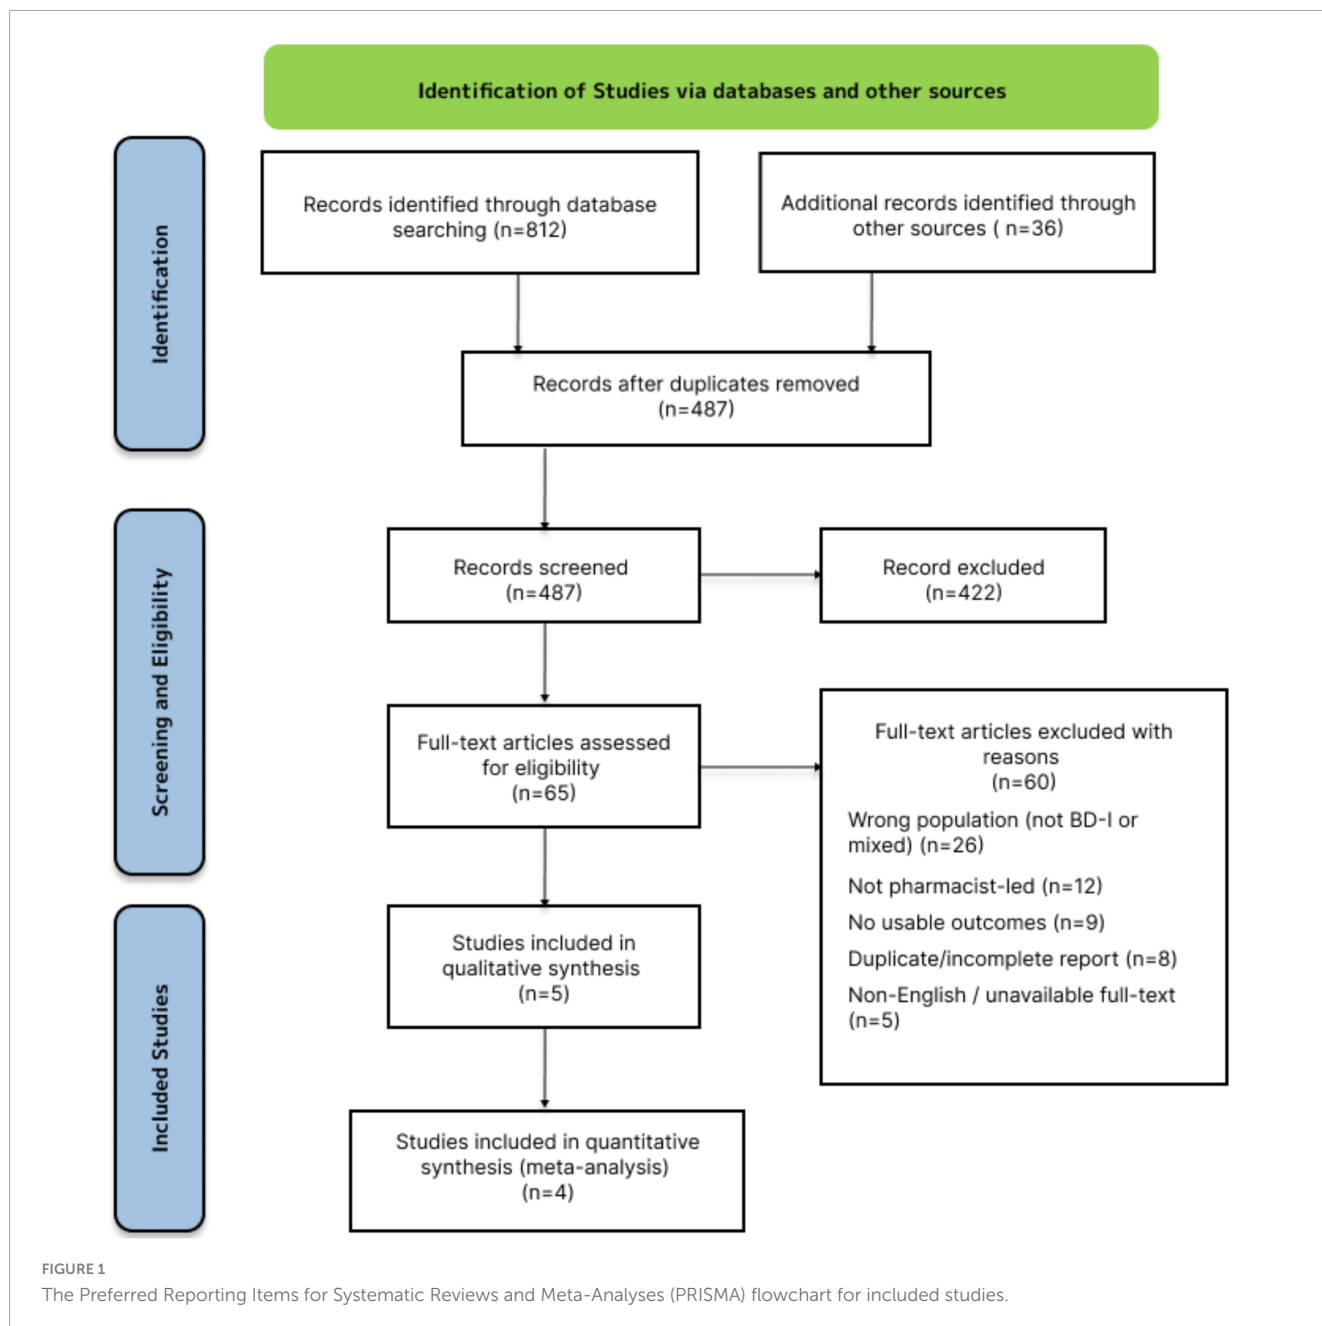 Identification of Studies via databases and other sources
Identification
Records identified through database
searching (n=812)
Additional records identified through
other sources ( n=36)
Records after duplicates removed
(n=487)
Screening and Eligibility
Records screened
(n=487)
Record excluded
(n=422)
Full-text articles assessed
for eligibility
(n=65)
Full-text articles excluded with
reasons
(n=60)
Wrong population (not BD-I or
mixed) (n=26)
Not pharmacist-led (n=12)
No usable outcomes (n=9)
Duplicate/incomplete report (n=8)
Non-English / unavailable full-text
(n=5)
Included Studies
Studies included in
qualitative synthesis
(n=5)
Studies included in quantitative
synthesis (meta-analysis)
(n=4)
FIGURE 1
The Preferred Reporting Items for Systematic Reviews and Meta-Analyses (PRISMA) flowchart for included studies.